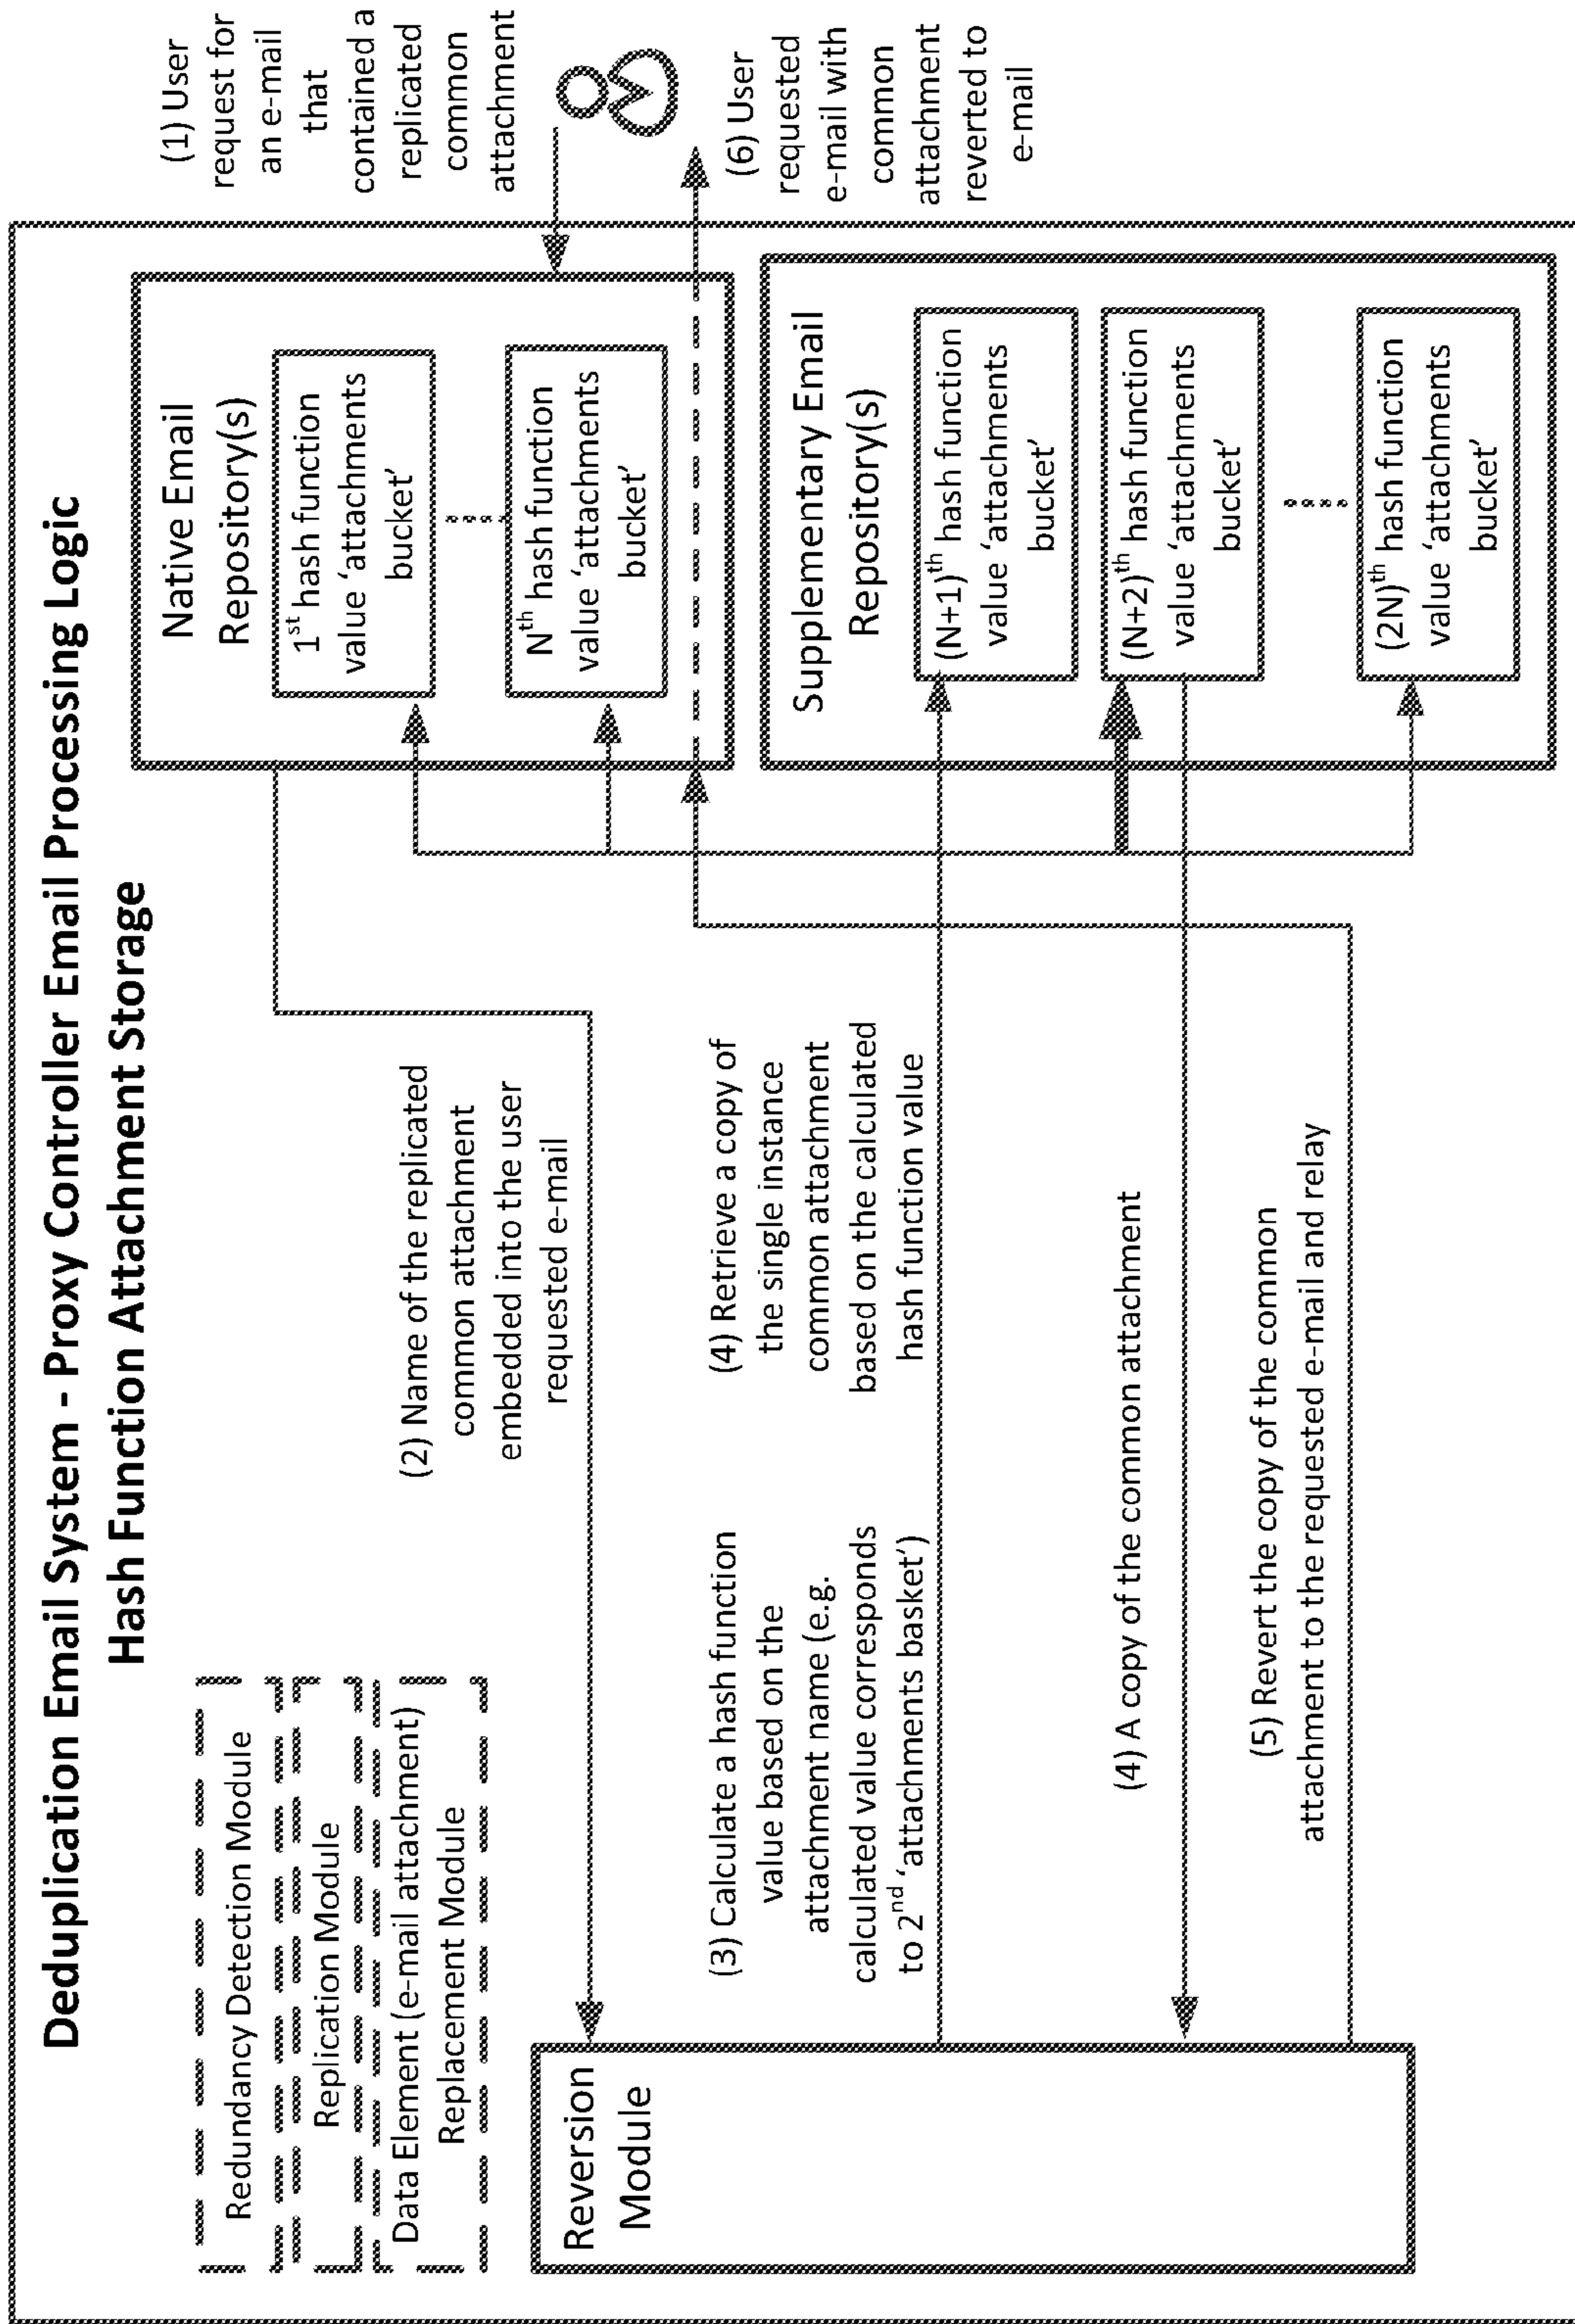 Deduplication Email System - Proxy Controller Email Processing Logic
Hash Function Attachment Storage
Redundancy Detection Module
Replication Module
Data Element (e-mail attachment)
Replacement Module
Reversion
Module
(2) Name of the replicated
common attachment
embedded into the user
requested e-mail
(3) Calculate a hash function
value based on the
attachment name (e.g.
calculated value corresponds
to 2nd 'attachments basket')
(4) Retrieve a copy of
the single instance
common attachment
based on the calculated
hash function value
(4) A copy of the common attachment
(5) Revert the copy of the common
attachment to the requested e-mail and relay
Native Email
Repository(s)
1st hash function
value 'attachments
bucket'
Nth hash function
value 'attachments
bucket'
Supplementary Email
Repository(s)
(N+1)th hash function
value 'attachments
bucket'
(N+2)th hash function
value 'attachments
bucket'
(2N)th hash function
value 'attachments
bucket'
(1) User
request for
an e-mail
that
contained a
replicated
common
attachment
(6) User
requested
e-mail with
common
attachment
reverted to
e-mail